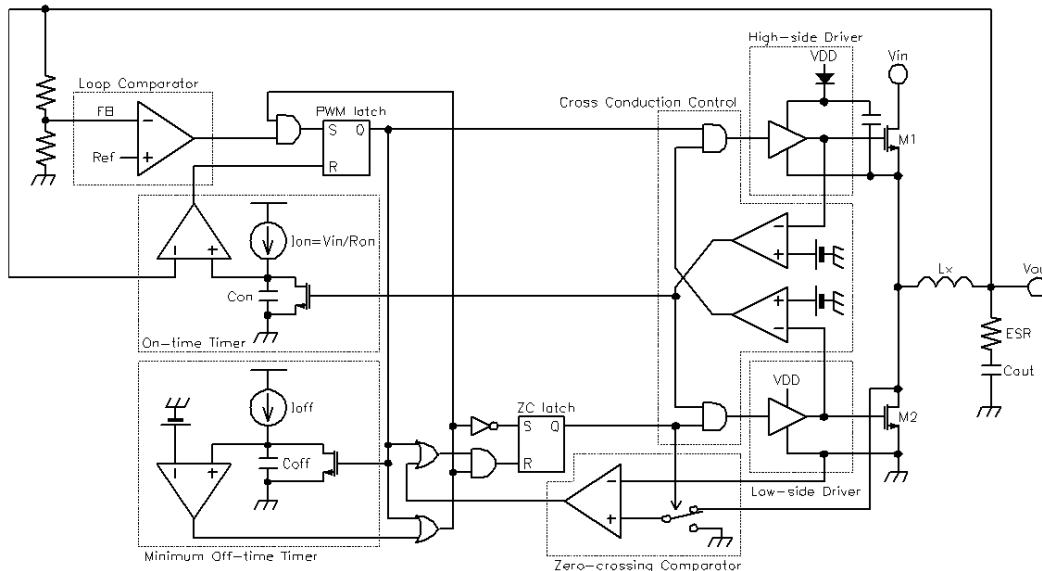 High-side Driver
VDD
Vin
Loop Comparator
Cross Conduction Control
FB
PWM latch
S Q
Ref
R
M1
Ion=Vin/Ron
Lx
Vou
Con
ESR
On-time Timer
Cout
VDD
Ioff
ZC latch
S Q
M2
Coff
R
Low-side Driver
Minimum Off-time Timer
Zero-crossing Comparator